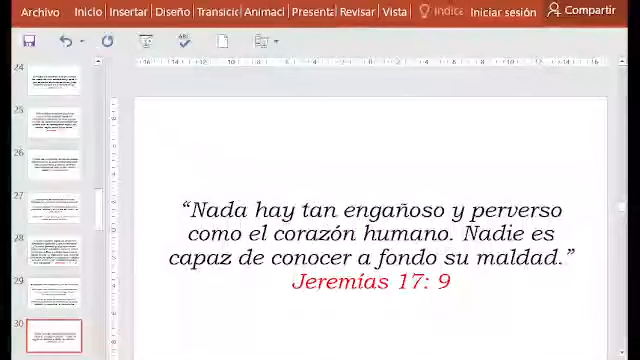 Archivo Inicio Insertar Diseño Transicic Animaci Presenta Revisar Vista Indica Iniciar sesión Compartir
24
25
26
27
28
29
30
“Nada hay tan engañoso y perverso
como el corazón humano. Nadie es
capaz de conocer a fondo su maldad.”
Jeremías 17: 9